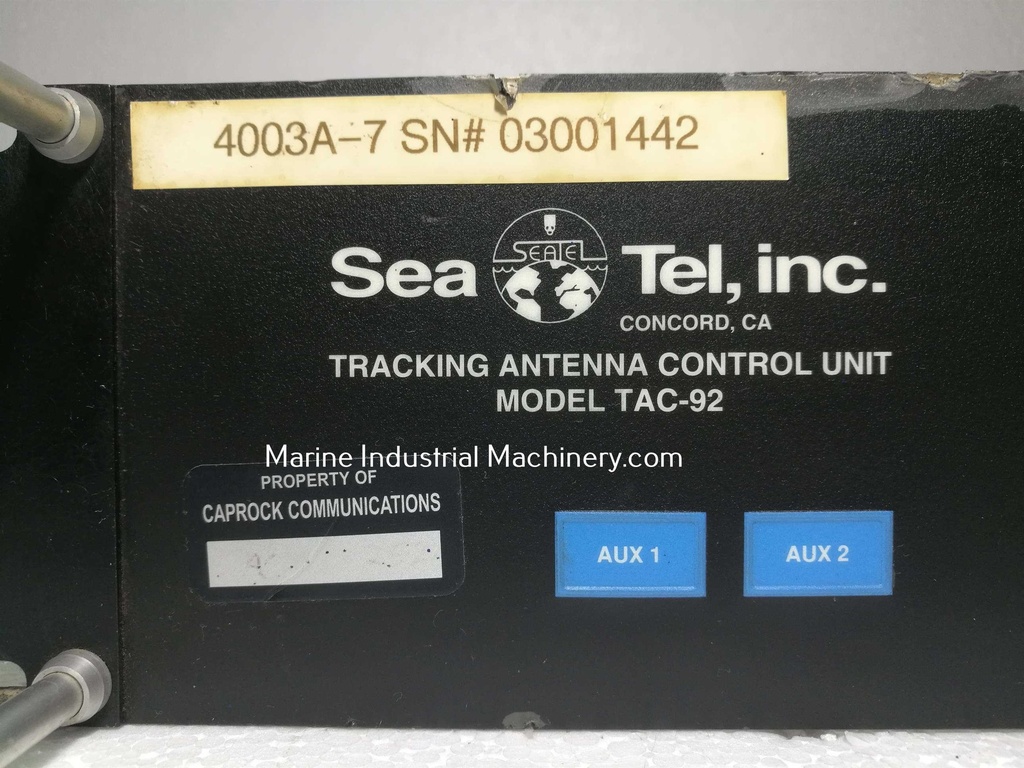 4003A-7 SN# 03001442
Sea SEATEL Tel, inc.
CONCORD, CA
TRACKING ANTENNA CONTROL UNIT
MODEL TAC-92
Marine Industrial Machinery.com
PROPERTY OF
CAPROCK COMMUNICATIONS
AUX 1 AUX 2